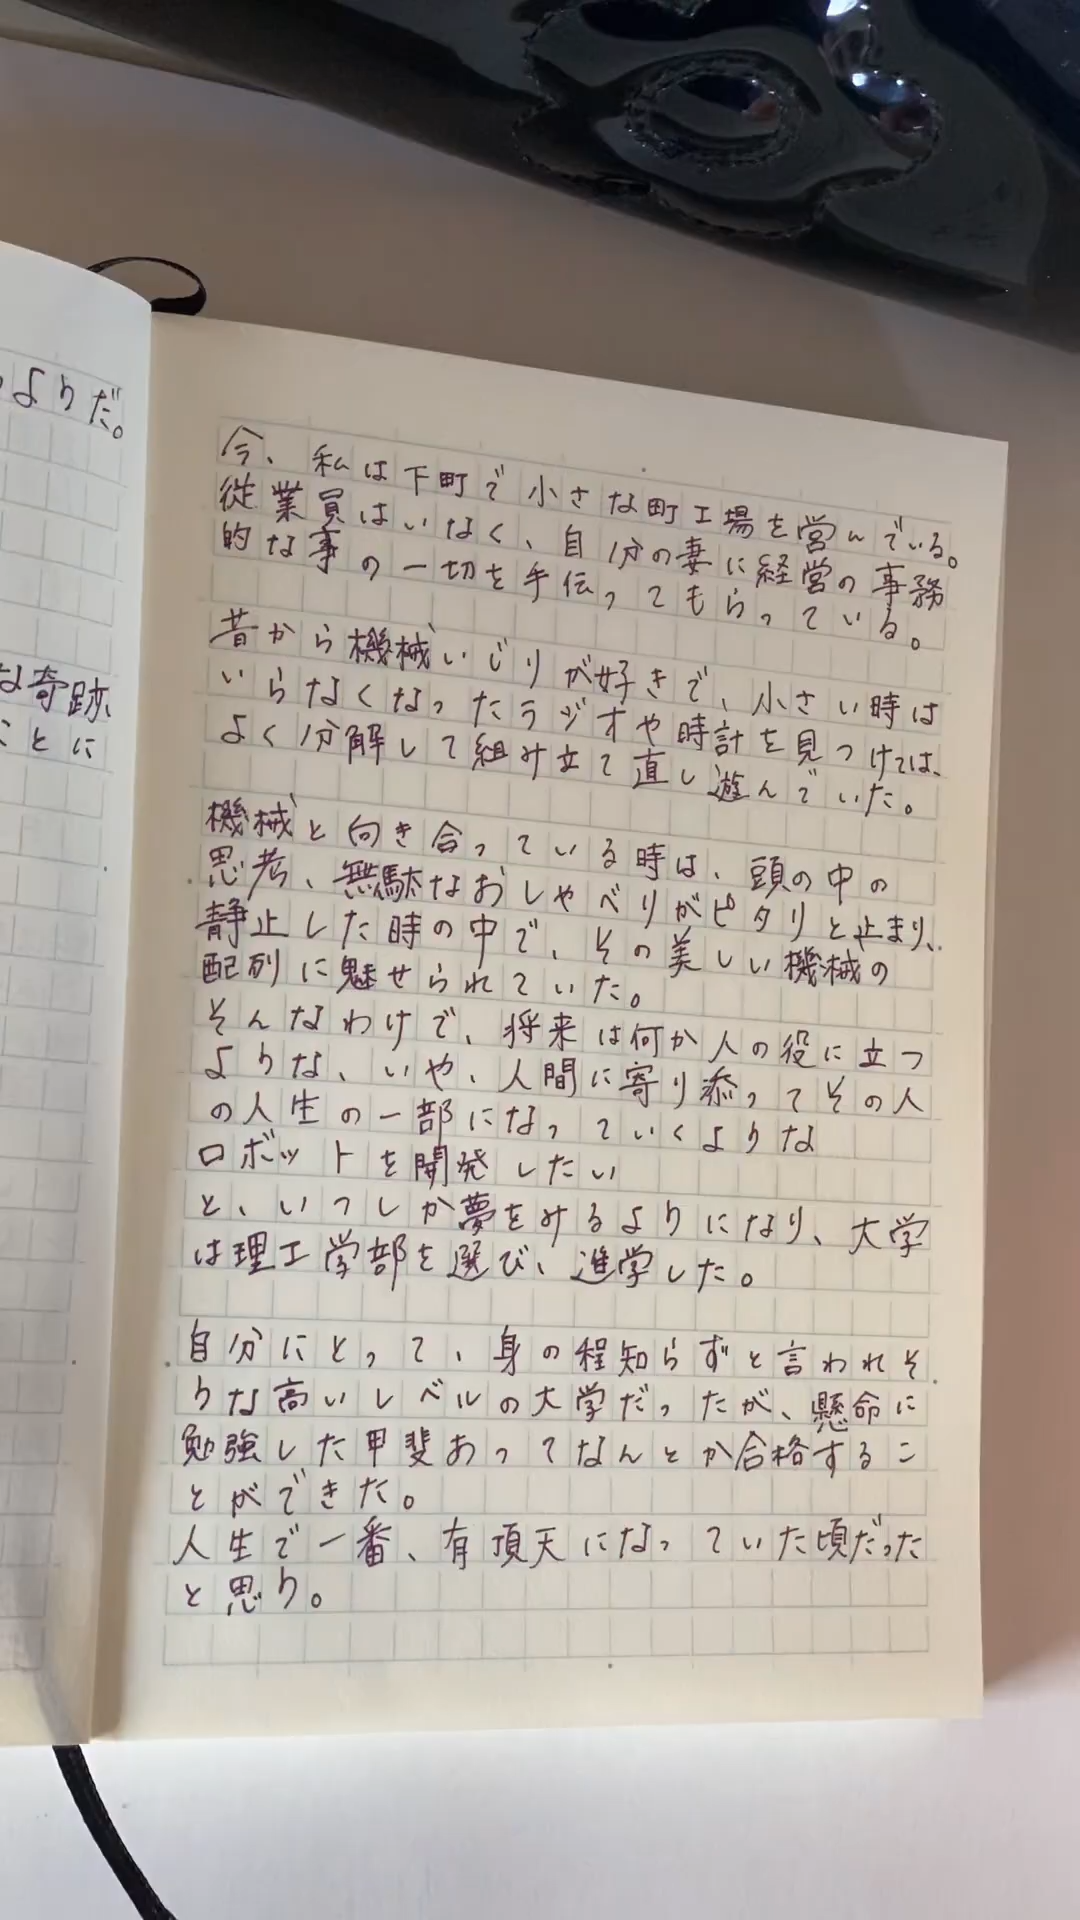 うだ。
な奇跡、
ことに
今、私は下町で小さな町工場を営んでいる。
従業員はいなく、自分の妻に経営の事務
的な事の一切を手伝ってもらっている。
昔から機械いじりが好きで、小さい時は
いらなくなったラジオや時計を見つけては、
よく分解して組み立て直し遊んでいた。
機械と向き合っている時は、頭の中の
思考、無駄なおしゃべりがピタリと止まり、
静止した時の中で、その美しい機械の
配列に魅せられていた。
そんなわけで、将来は何か人の役に立つ
ような、いや、人間に寄り添ってその人
の人生の一部になっていくような
ロボットを開発したい
と、いつしか夢をみるようになり、大学
は理工学部を選び、進学した。
自分にとって、身の程知らずと言われそ
うな高いレベルの大学だったが、懸命に
勉強した甲斐あってなんとか合格するこ
とができた。
人生で一番、有頂天になっていた頃だった
と思う。